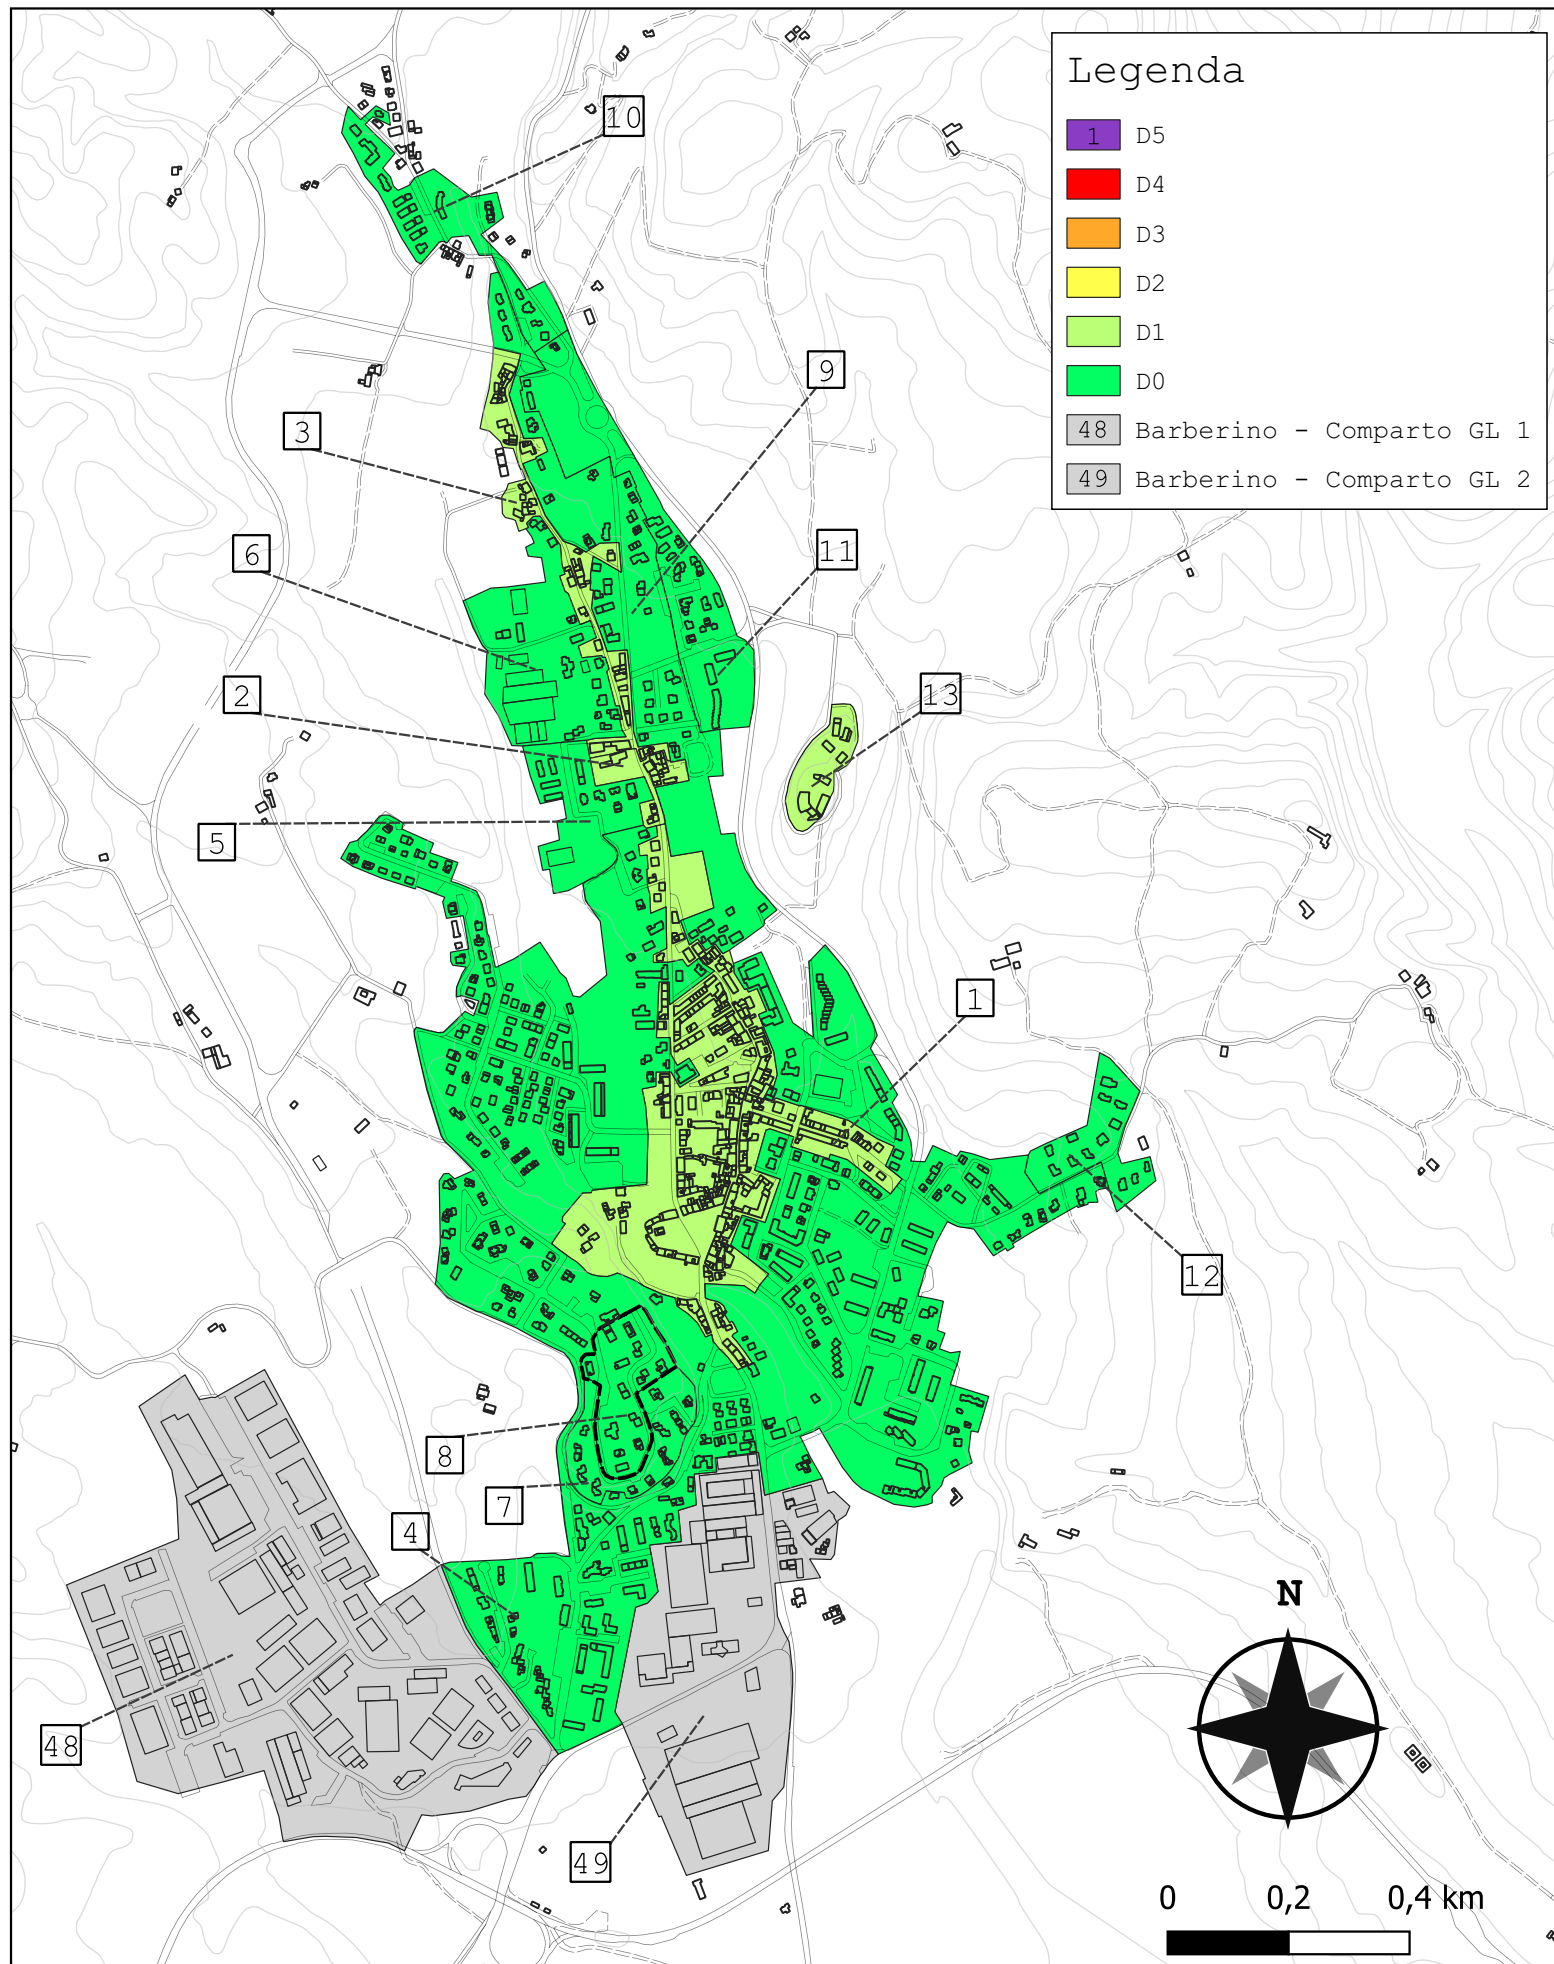 Legenda
1 D5
D4
D3
D2
D1
D0
48 Barberino - Comparto GL 1
49 Barberino - Comparto GL 2
10
9
3
6
11
2
13
5
1
12
8
7
4
48
49
N
0 0,2 0,4 km